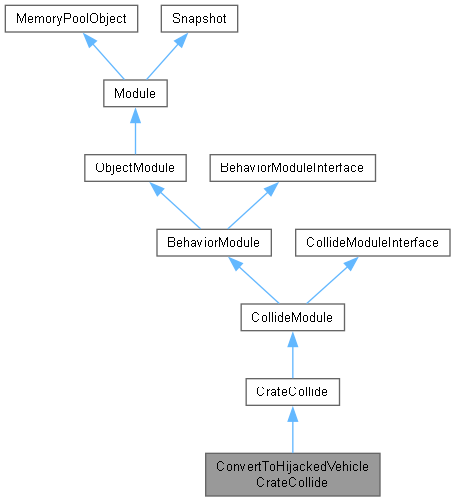 MemoryPoolObject
Snapshot
Module
ObjectModule
BehaviorModuleInterface
BehaviorModule
CollideModuleInterface
CollideModule
CrateCollide
ConvertToHijackedVehicle
CrateCollide